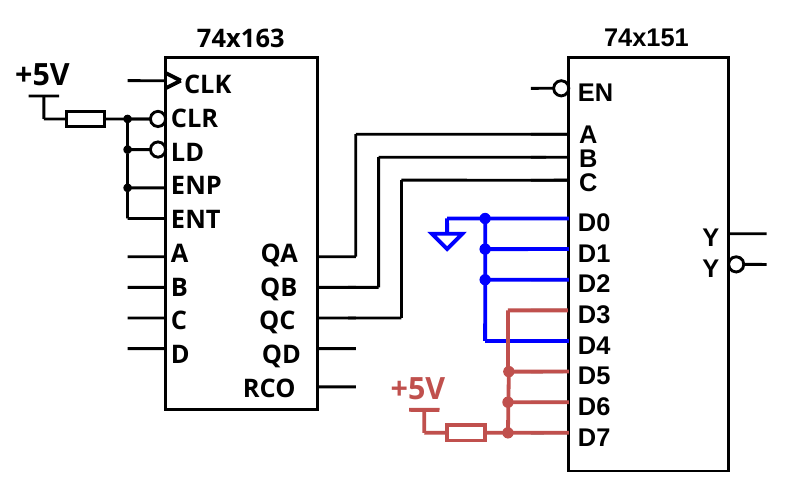 74x163
+5V
CLK
CLR
LD
ENP
ENT
A
B
C
D
QA
QB
QC
QD
RCO
74x151
EN
A
B
C
D0
D1
D2
D3
D4
D5
D6
D7
Y
Y
+5V